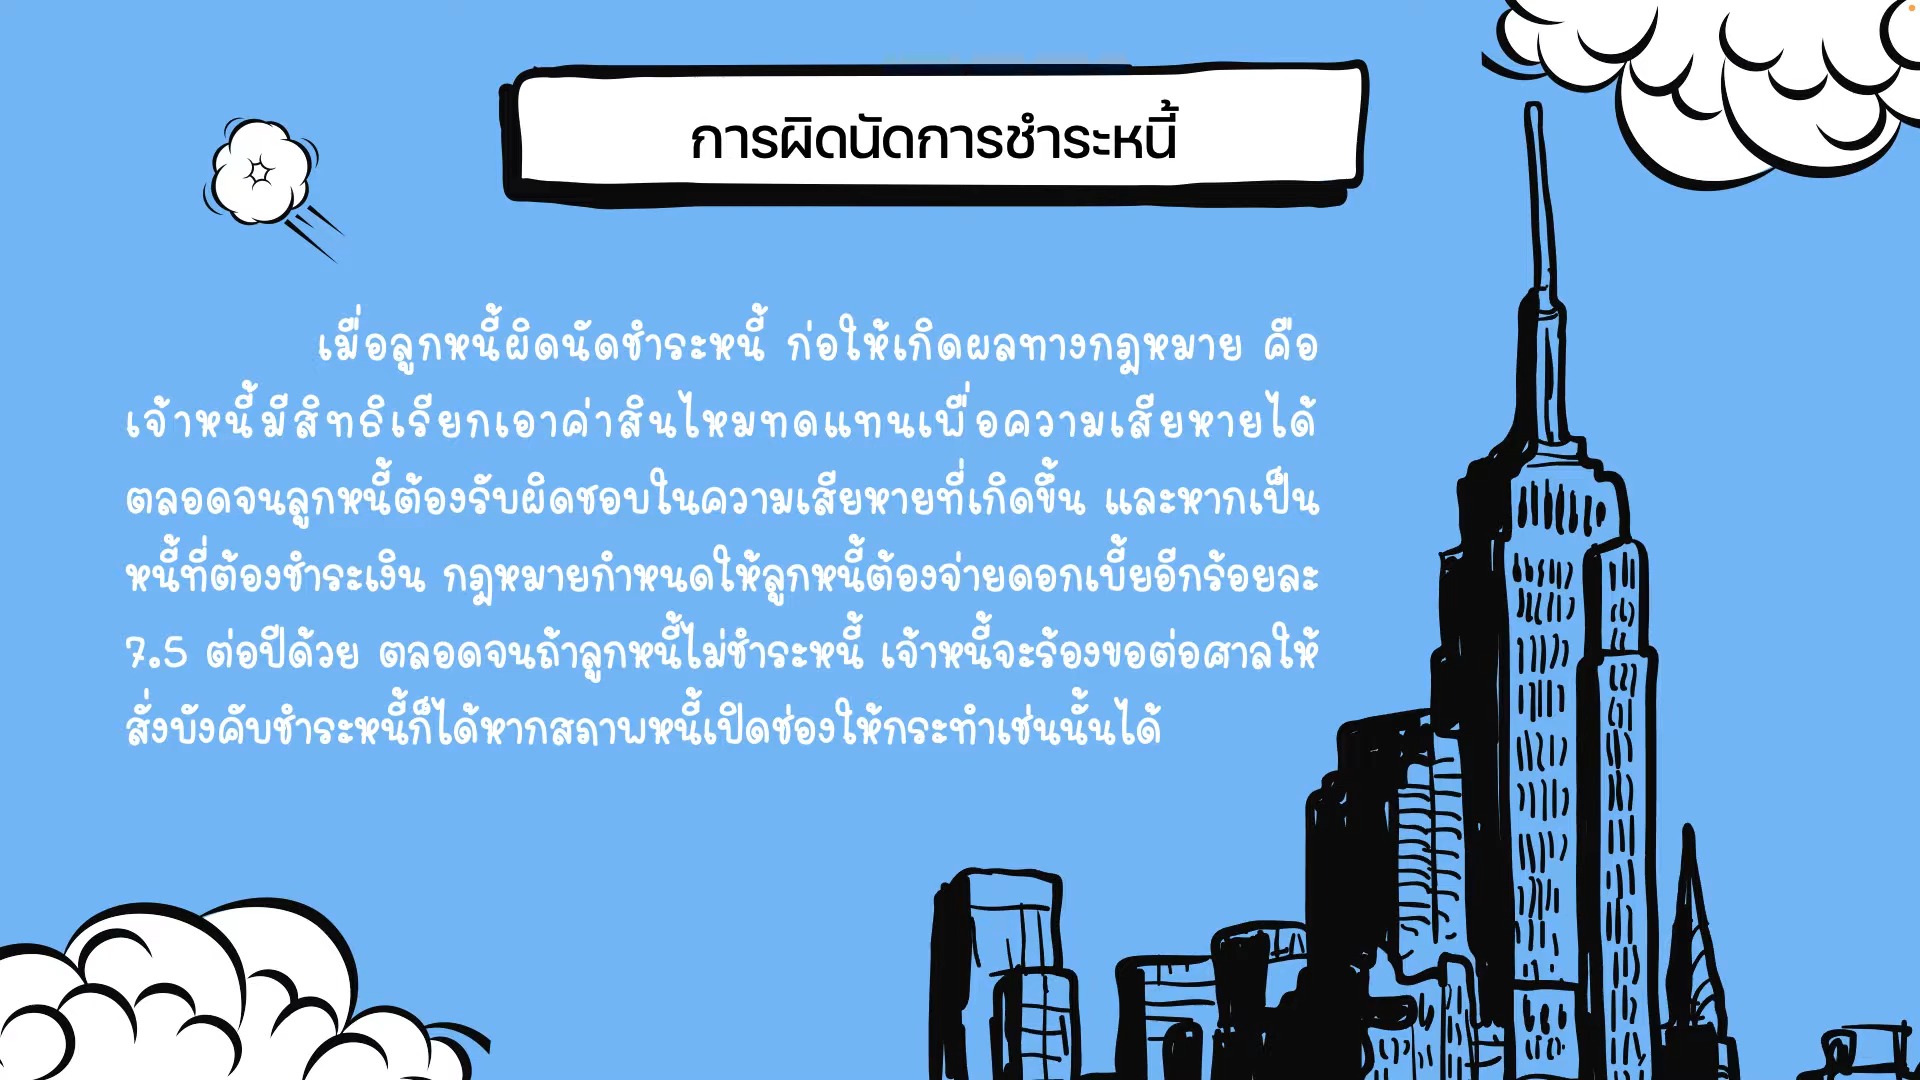 การผิดนัดการชำระหนี้
เมื่อลูกหนี้ผิดนัดชำระหนี้ ก่อให้เกิดผลทางกฎหมาย คือ
เจ้าหนี้มีสิทธิเรียกเอาค่าสินไหมทดแทนเพื่อความเสียหายได้
ตลอดจนลูกหนี้ต้องรับผิดชอบในความเสียหายที่เกิดขึ้น และหากเป็น
หนี้ที่ต้องชำระเงิน กฎหมายกำหนดให้ลูกหนี้ต้องจ่ายดอกเบี้ยอีกร้อยละ
7.5 ต่อปีด้วย ตลอดจนถ้าลูกหนี้ไม่ชำระหนี้ เจ้าหนี้จะร้องขอต่อศาลให้
สั่งบังคับชำระหนี้ก็ได้หากสภาพหนี้เปิดช่องให้กระทำเช่นนั้นได้